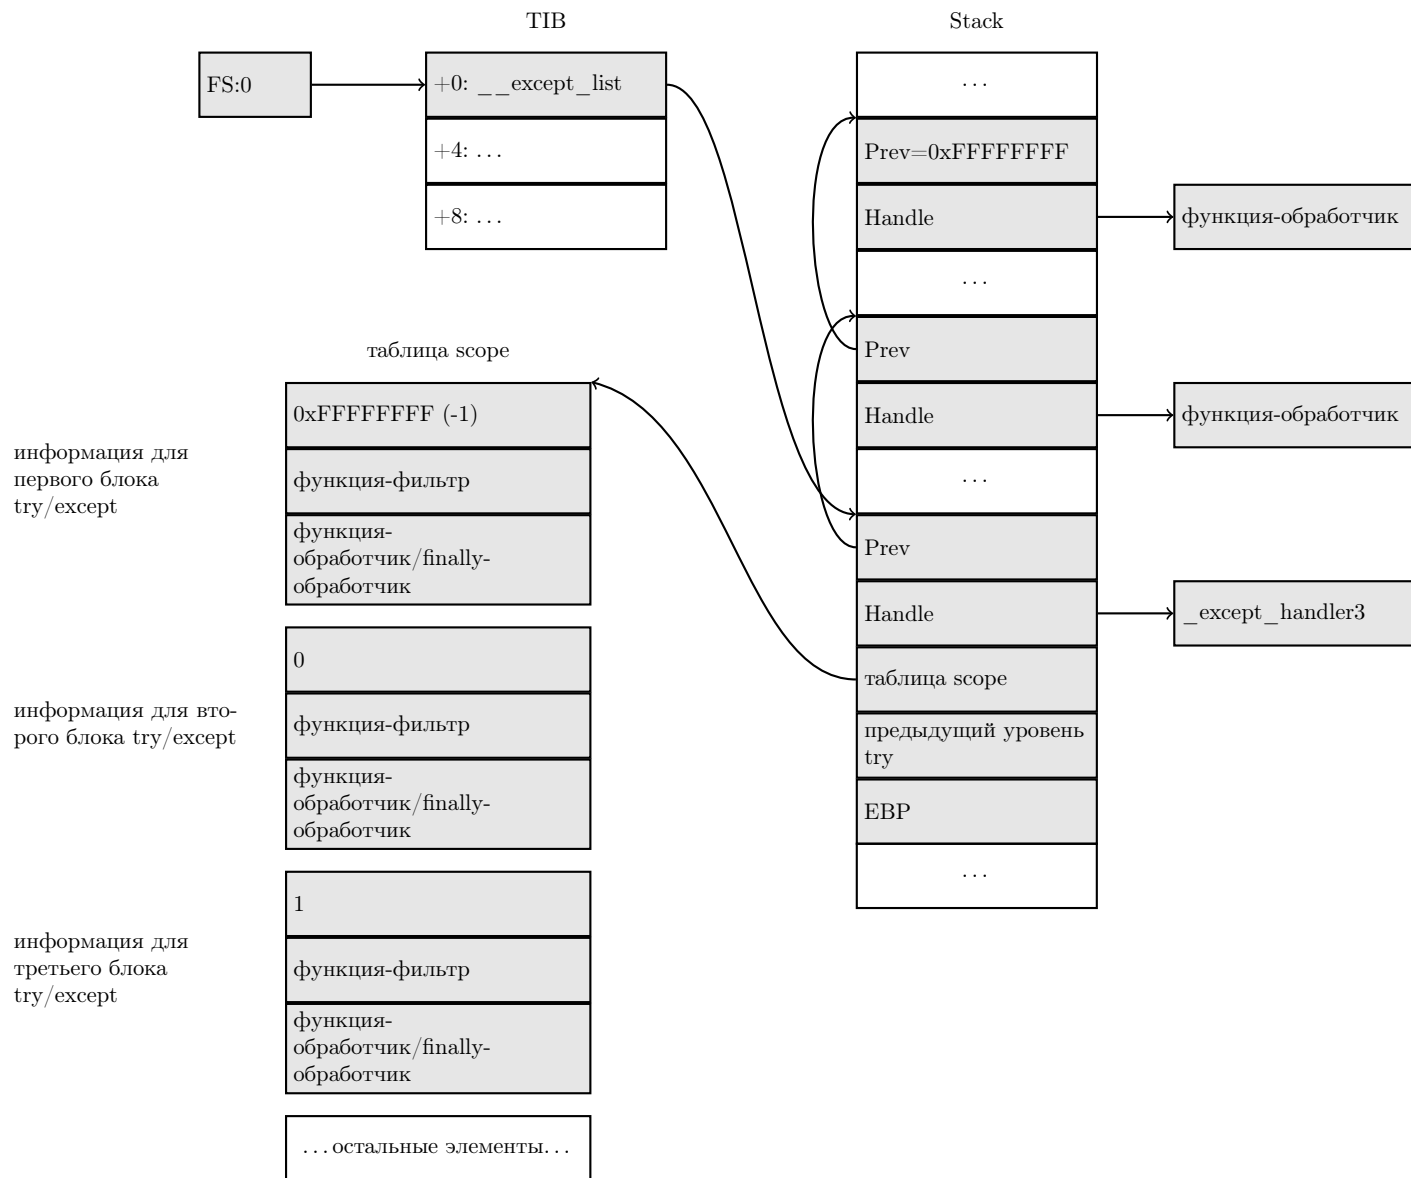 TIB
Stack
FS:0
+0: __except_list
+4: ...
+8: ...
...
Prev=0xFFFFFFFF
Handle
функция-обработчик
...
Prev
Handle
функция-обработчик
...
Prev
Handle
_except_handler3
таблица scope
предыдущий уровень
try
EBP
...
таблица scope
информация для
первого блока
try/except
0xFFFFFFFF (-1)
функция-фильтр
функция-
обработчик/finally-
обработчик
информация для вто-
рого блока try/except
0
функция-фильтр
функция-
обработчик/finally-
обработчик
информация для
третьего блока
try/except
1
функция-фильтр
функция-
обработчик/finally-
обработчик
...остальные элементы...